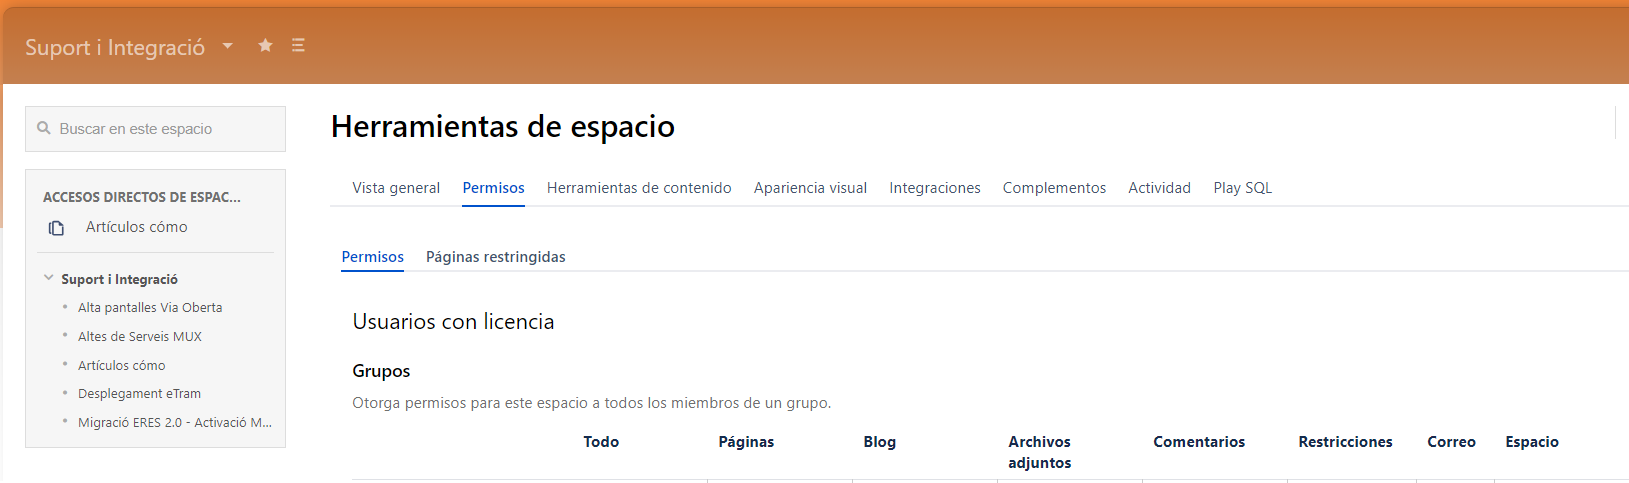 Suport i Integració
Buscar en este espacio
ACCESOS DIRECTOS DE ESPAC...
Artículos cómo
Suport i Integració
Alta pantalles Via Oberta
Altes de Serveis MUX
Artículos cómo
Desplegament eTram
Migració ERES 2.0 - Activació M...
Herramientas de espacio
Vista general Permisos Herramientas de contenido Apariencia visual Integraciones Complementos Actividad Play SQL
Permisos Páginas restringidas
Usuarios con licencia
Grupos
Otorga permisos para este espacio a todos los miembros de un grupo.
Todo Páginas Blog Archivos adjuntos Comentarios Restricciones Correo Espacio